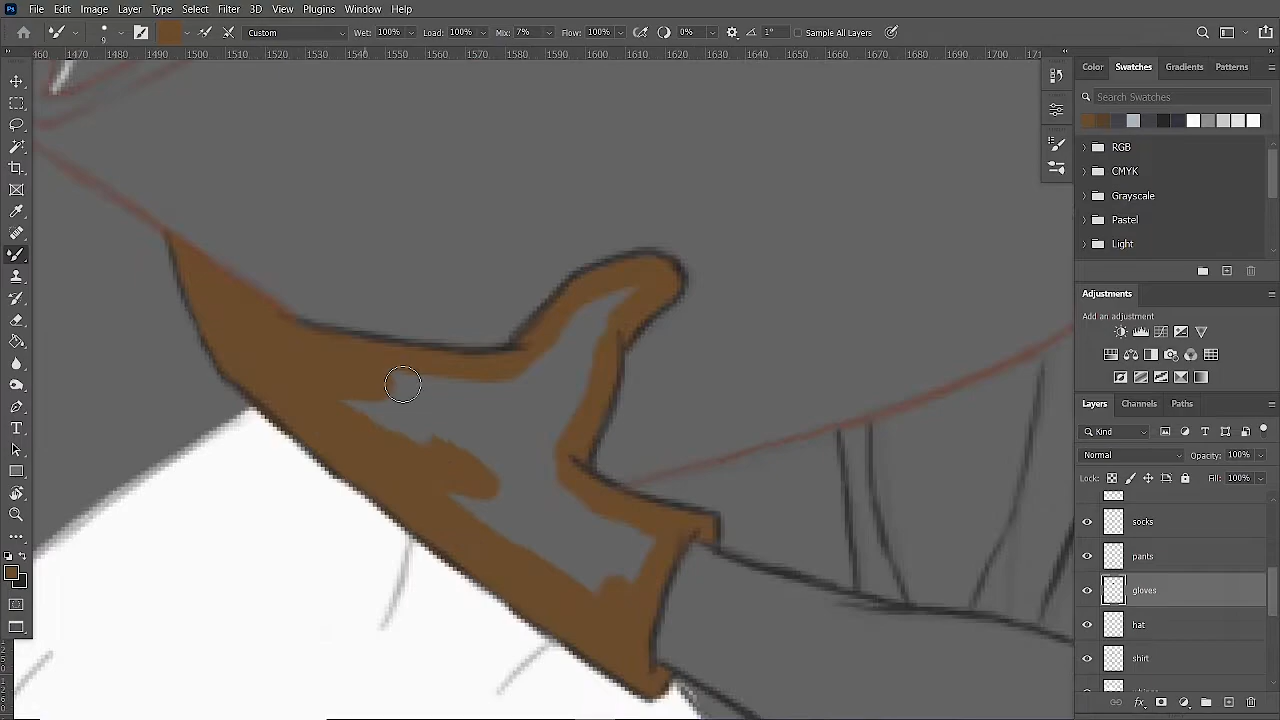 Ps File Edit Image Layer Type Select Filter 3D View Plugins Window Help
Custom Wet: 100% Load: 100% Mix: 7% Flow: 100% 0% 1° Sample All Layers
1490 1500 1510 1520 1530 1540 1550 1560 1570 1580 1590 1600 1610 1620 1630 1640 1650 1660 1670 1680 1690 1700
Color Swatches Gradients Patterns
Search Swatches
RGB
CMYK
Grayscale
Pastel
Light
Adjustments
Add an adjustment
Layers Channels Paths
Kind
Normal Opacity: 100%
Lock: Fill: 100%
pants
gloves
hat
shirt